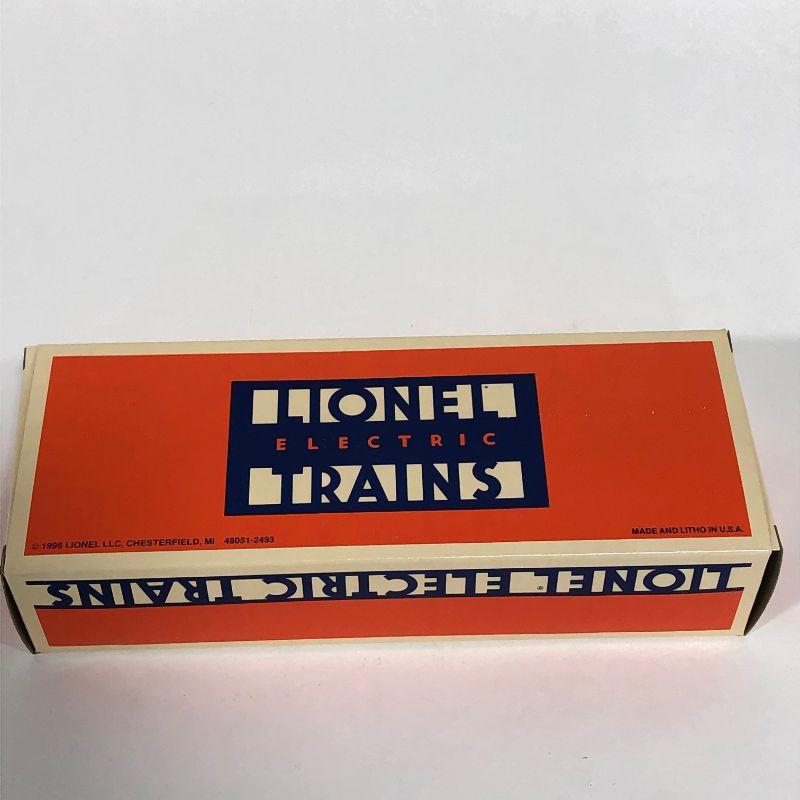 LIONEL
ELECTRIC
TRAINS
© 1995 LIONEL LLC, CHESTERFIELD, MI 48051-2493
MADE AND LITHO IN U.S.A.
LIONEL® ELECTRIC TRAINS